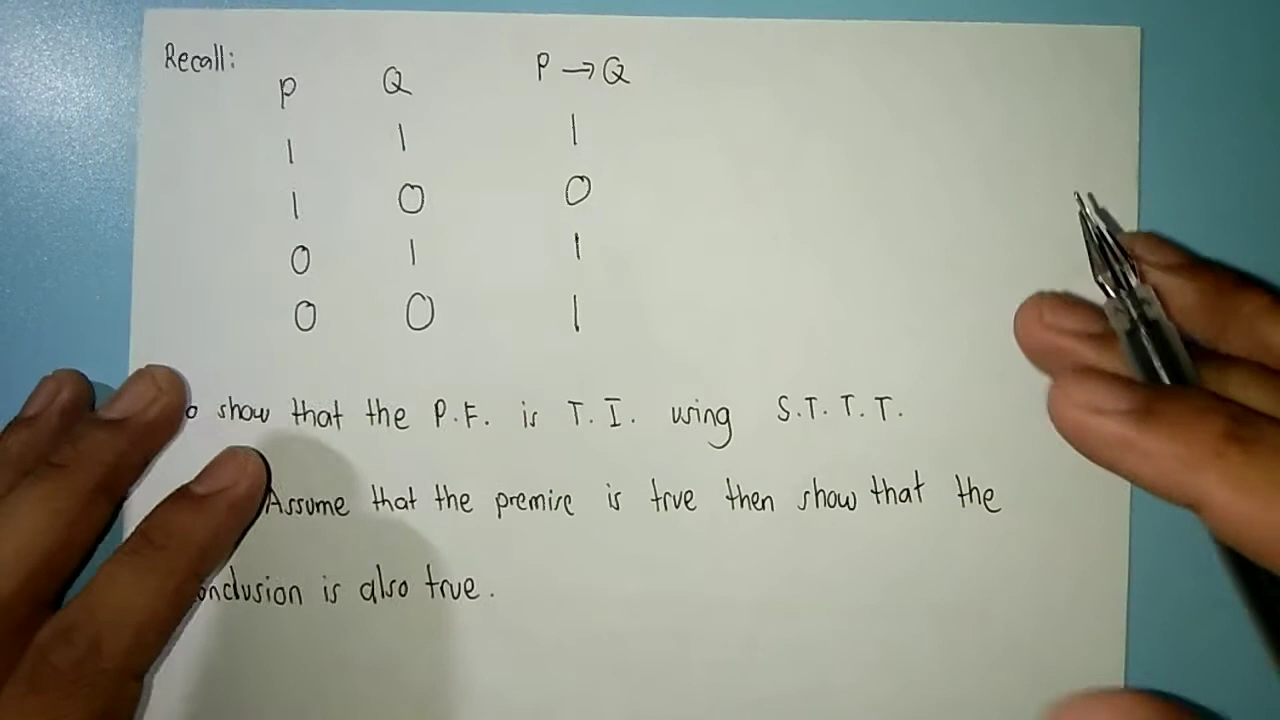 Recall:
P Q P → Q
1 1 1
1 0 0
0 1 1
0 0 1
show that the P.F. is T.I. using S.T.T.T.
Assume that the premise is true then show that the
is also true.